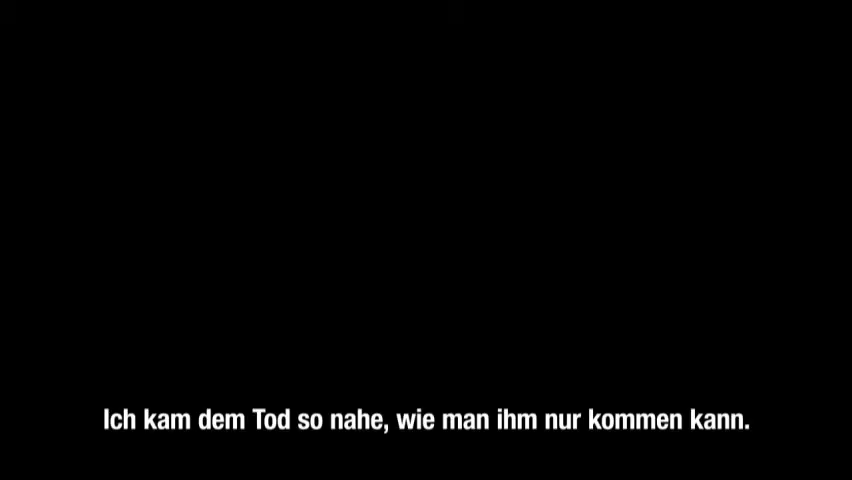 Ich kam dem Tod so nahe, wie man ihm nur kommen kann.